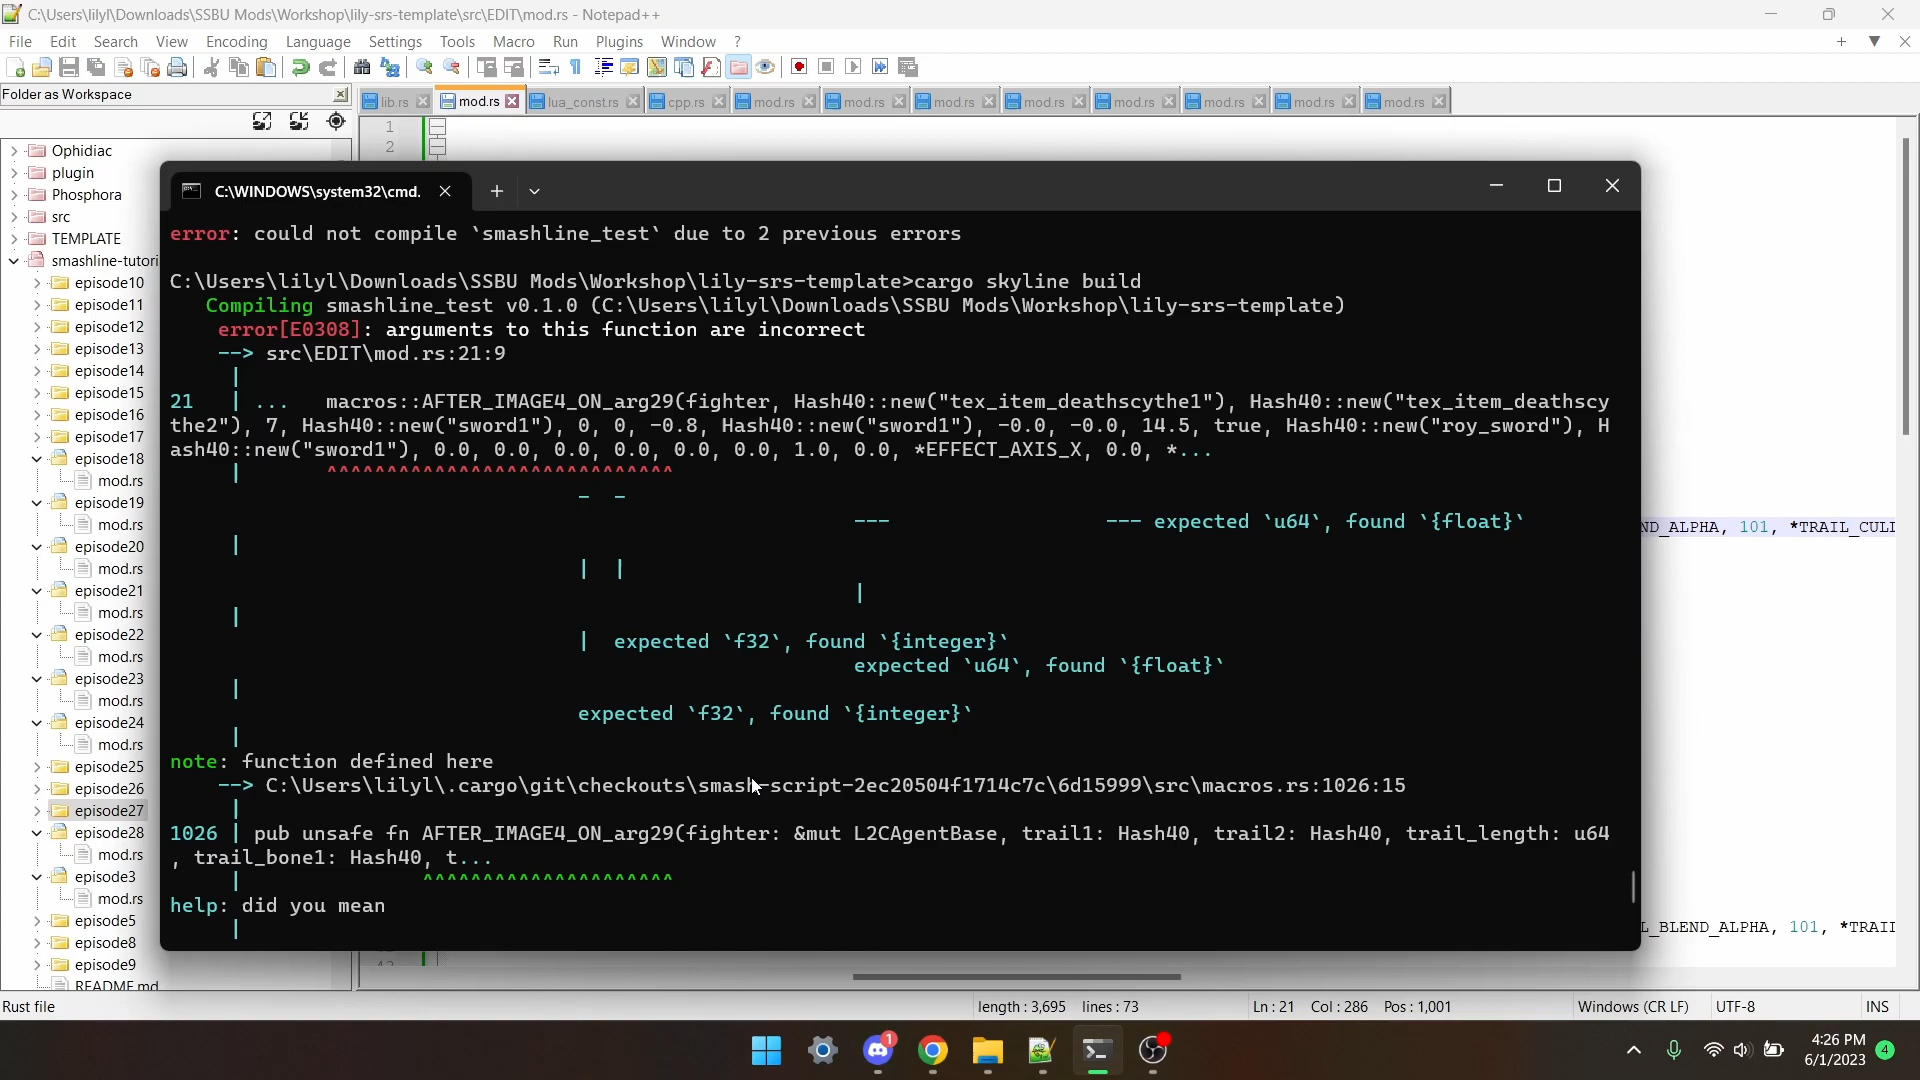 C:\Users\lilyl\Downloads\SSBU Mods\Workshop\lily-srs-template\src\EDIT\mod.rs - Notepad++
File Edit Search View Encoding Language Settings Tools Macro Run Plugins Window ?
Folder as Workspace
lib.rs mod.rs lua_const.rs cpp.rs mod.rs mod.rs mod.rs mod.rs mod.rs mod.rs mod.rs mod.rs
1
2
Ophidiac
plugin
Phosphora
src
TEMPLATE
smashline-tutori
episode10
episode11
episode12
episode13
episode14
episode15
episode16
episode17
episode18
mod.rs
episode19
mod.rs
episode20
mod.rs
episode21
mod.rs
episode22
mod.rs
episode23
mod.rs
episode24
mod.rs
episode25
episode26
episode27
episode28
mod.rs
episode3
mod.rs
episode5
episode8
episode9
README.md
C:\WINDOWS\system32\cmd.
error: could not compile `smashline_test` due to 2 previous errors
C:\Users\lilyl\Downloads\SSBU Mods\Workshop\lily-srs-template>cargo skyline build
Compiling smashline_test v0.1.0 (C:\Users\lilyl\Downloads\SSBU Mods\Workshop\lily-srs-template)
error[E0308]: arguments to this function are incorrect
--> src\EDIT\mod.rs:21:9
|
21 | ... macros::AFTER_IMAGE4_ON_arg29(fighter, Hash40::new("tex_item_deathscythe1"), Hash40::new("tex_item_deathscy
the2"), 7, Hash40::new("sword1"), 0, 0, -0.8, Hash40::new("sword1"), -0.0, -0.0, 14.5, true, Hash40::new("roy_sword"), H
ash40::new("sword1"), 0.0, 0.0, 0.0, 0.0, 0.0, 0.0, 1.0, 0.0, *EFFECT_AXIS_X, 0.0, *...
| ^^^^^^^^^^^^^^^^^^^^^^^^^^^^^
- -
--- --- expected `u64`, found `{float}`
|
| |
|
|
| expected `f32`, found `{integer}`
expected `u64`, found `{float}`
|
expected `f32`, found `{integer}`
|
note: function defined here
--> C:\Users\lilyl\.cargo\git\checkouts\smash-script-2ec20504f1714c7c\6d15999\src\macros.rs:1026:15
|
1026 | pub unsafe fn AFTER_IMAGE4_ON_arg29(fighter: &mut L2CAgentBase, trail1: Hash40, trail2: Hash40, trail_length: u64
, trail_bone1: Hash40, t...
| ^^^^^^^^^^^^^^^^^^^^^
help: did you mean
|
ND_ALPHA, 101, *TRAIL_CULL
L_BLEND_ALPHA, 101, *TRAIL
Rust file length : 3,695 lines : 73 Ln : 21 Col : 286 Pos : 1,001 Windows (CR LF) UTF-8 INS
1
4:26 PM
6/1/2023
4